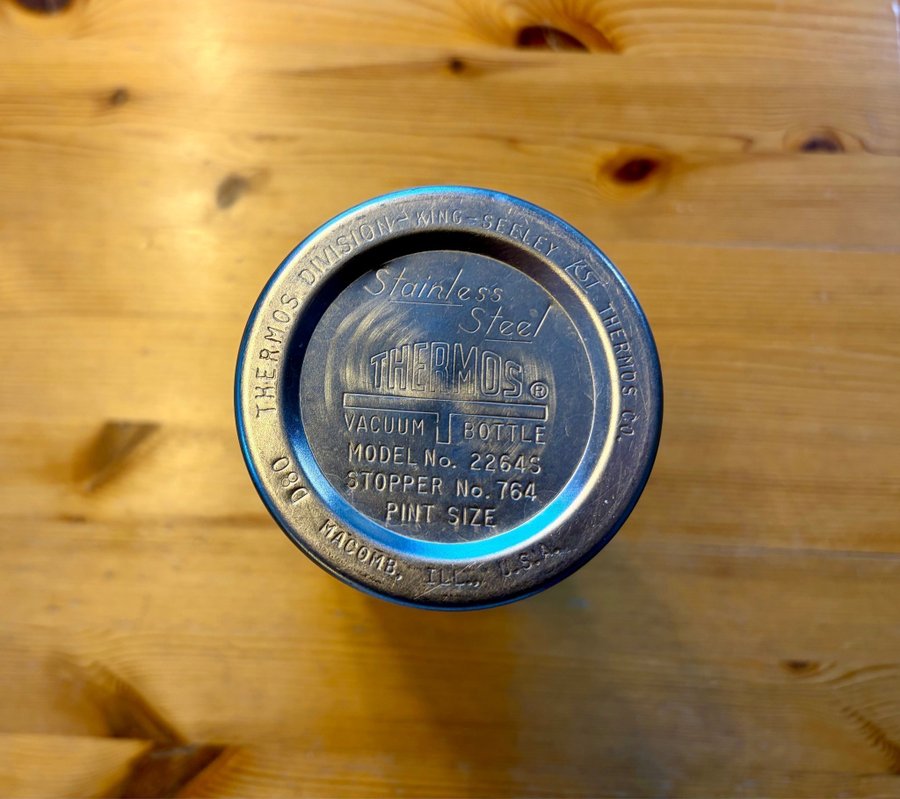 THERMOS DIVISION-KING-SEELEY THERMOS CO.
Stainless
Steel
THERMOS®
VACUUM BOTTLE
MODEL No. 2264S
STOPPER No. 764
PINT SIZE
D80 MACOMB, ILL., U.S.A.